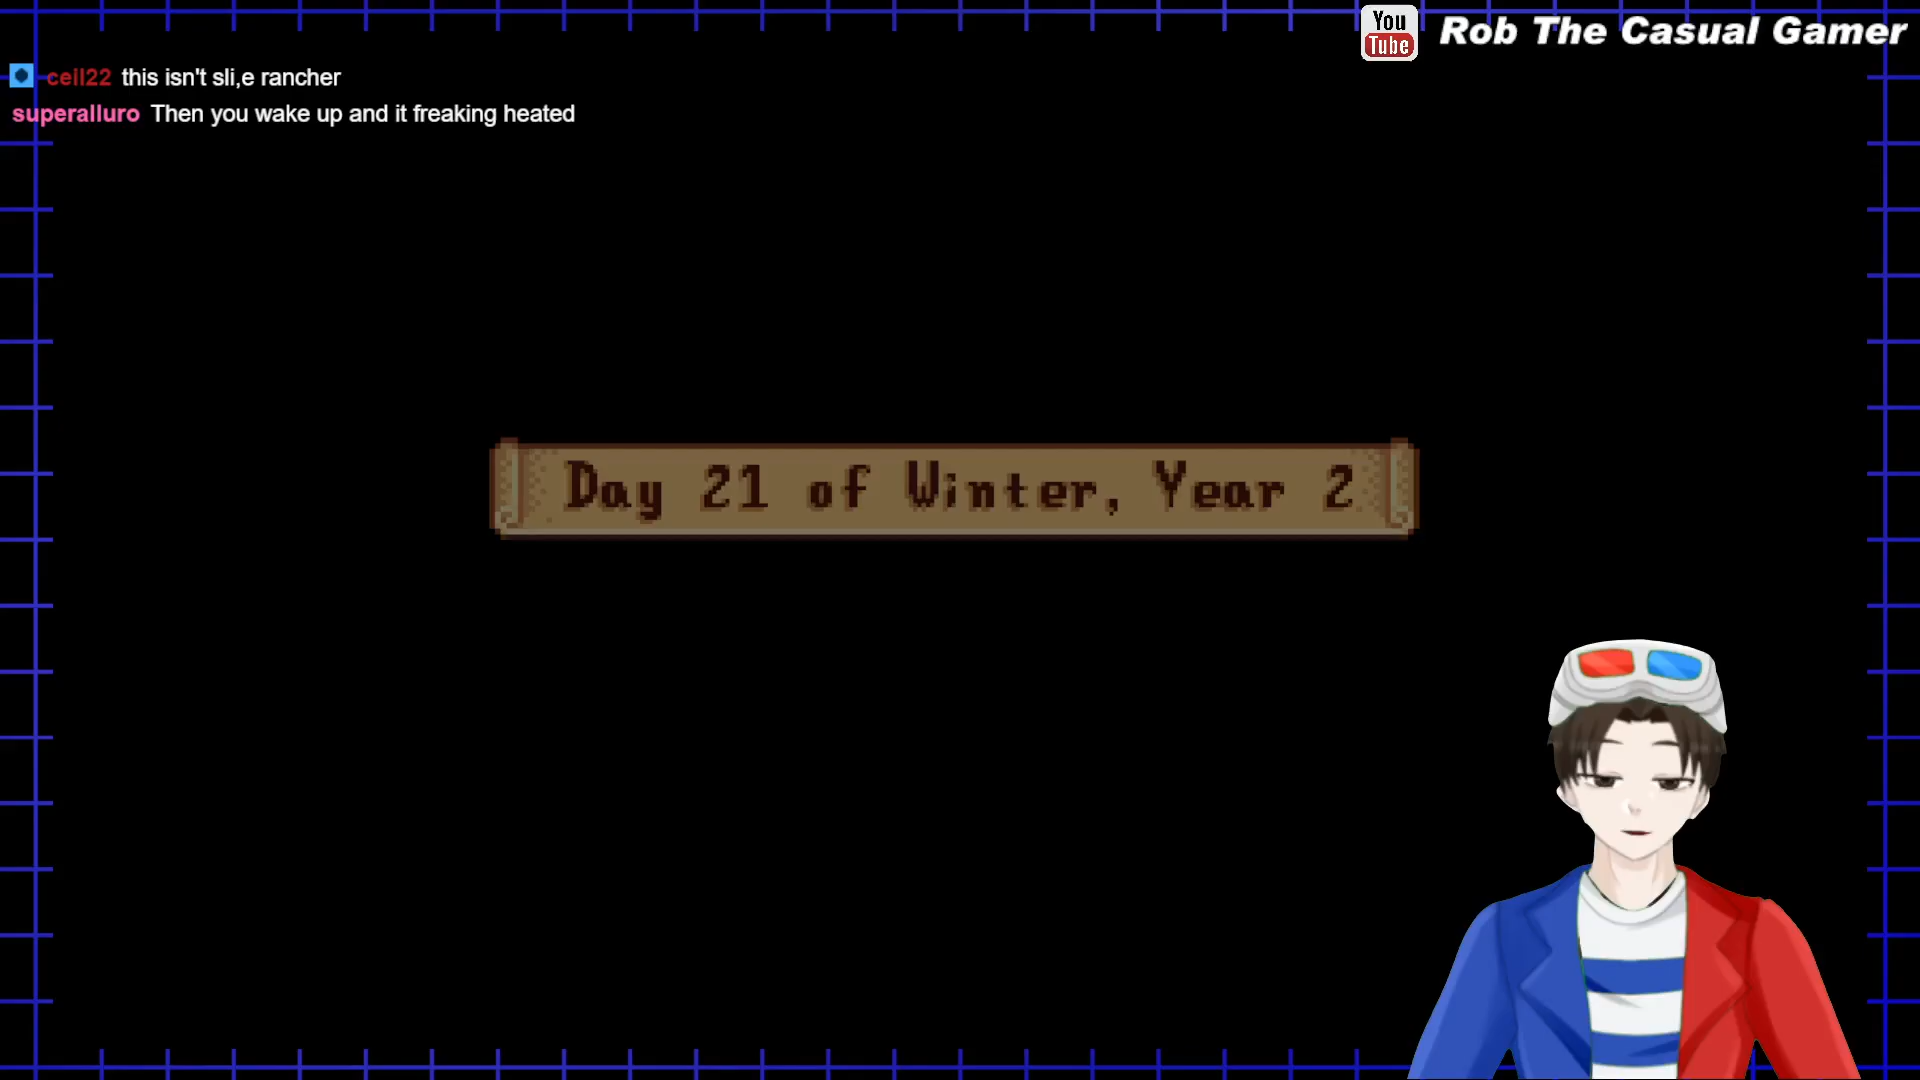 You
Tube
Rob The Casual Gamer
ceil22 this isn't sli,e rancher
superalluro Then you wake up and it freaking heated
Day 21 of Winter, Year 2